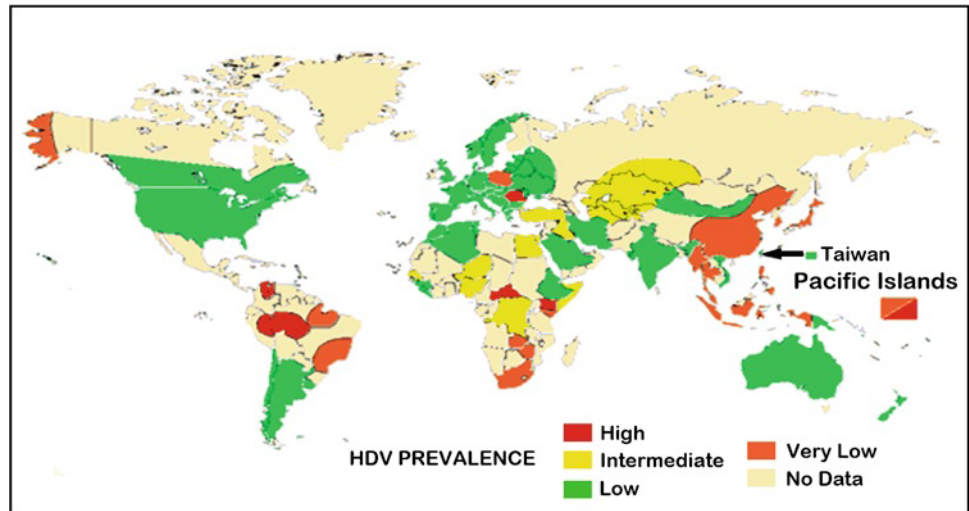 Taiwan
Pacific Islands
HDV PREVALENCE
High
Intermediate
Low
Very Low
No Data